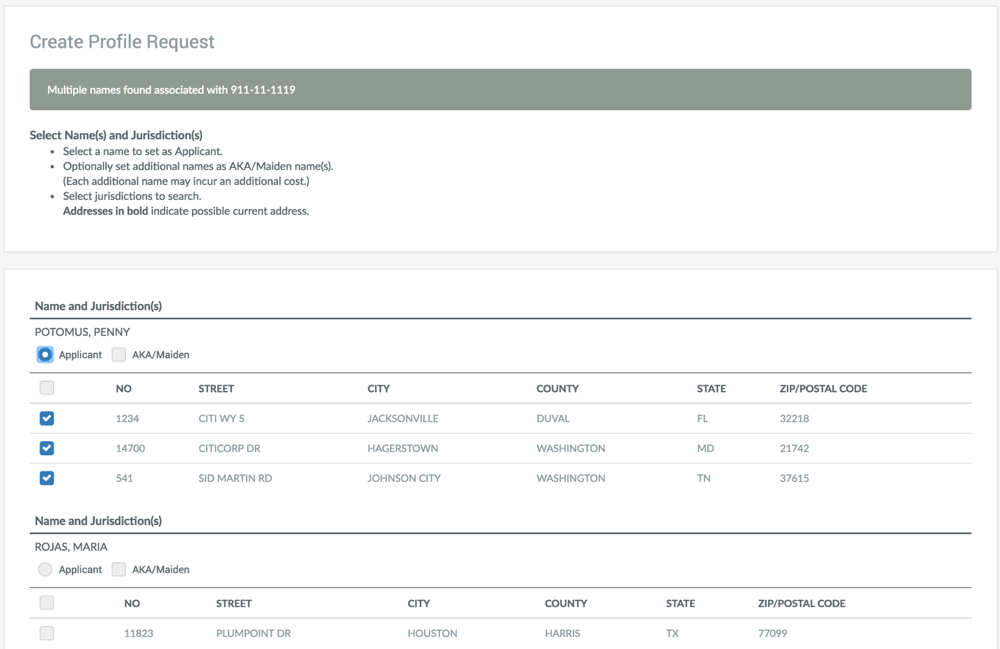 Create Profile Request
Multiple names found associated with 911-11-1119
Select Name(s) and Jurisdiction(s)
• Select a name to set as Applicant.
• Optionally set additional names as AKA/Maiden name(s).
(Each additional name may incur an additional cost.)
• Select jurisdictions to search.
Addresses in bold indicate possible current address.
Name and Jurisdiction(s)
POTOMUS, PENNY
Applicant AKA/Maiden
NO STREET CITY COUNTY STATE ZIP/POSTAL CODE
1234 CITI WY 5 JACKSONVILLE DUVAL FL 32218
14700 CITICORP DR HAGERSTOWN WASHINGTON MD 21742
541 SID MARTIN RD JOHNSON CITY WASHINGTON TN 37615
Name and Jurisdiction(s)
ROJAS, MARIA
Applicant AKA/Maiden
NO STREET CITY COUNTY STATE ZIP/POSTAL CODE
11823 PLUMPOINT DR HOUSTON HARRIS TX 77099